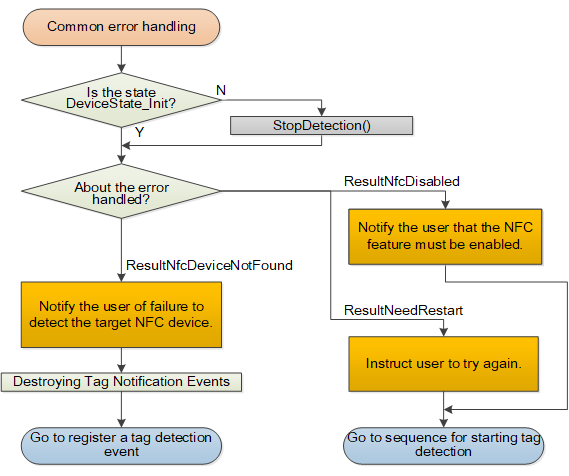 Common error handling
Is the state
DeviceState_Init?
N
StopDetection()
Y
About the error
handled?
ResultNfcDisabled
Notify the user that the NFC
feature must be enabled.
ResultNfcDeviceNotFound
Notify the user of failure to
detect the target NFC device.
ResultNeedRestart
Instruct user to try again.
Destroying Tag Notification Events
Go to register a tag detection
event
Go to sequence for starting tag
detection